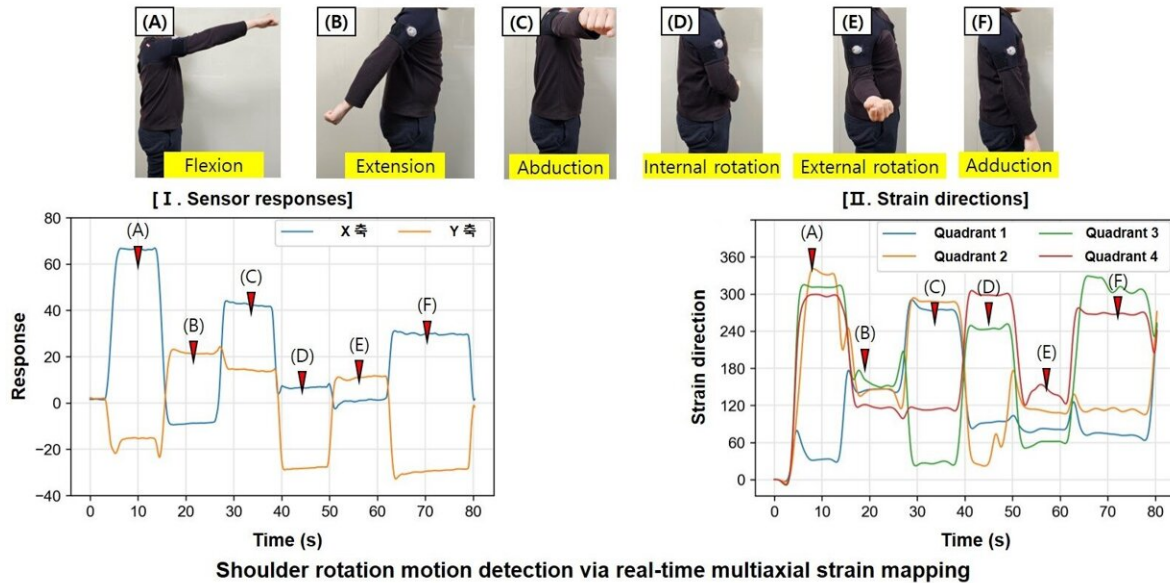 (A) (B) (C) (D) (E) (F)
Flexion Extension Abduction Internal rotation External rotation Adduction
[Ⅰ. Sensor responses]
80
60
40
20
0
-20
-40
Response
X 축 Y 축
(A)
(B)
(C)
(D)
(E)
(F)
0 10 20 30 40 50 60 70 80
Time (s)
[Ⅱ. Strain directions]
360
300
240
180
120
60
0
Strain direction
Quadrant 1 Quadrant 3
Quadrant 2 Quadrant 4
(A)
(B)
(C)
(D)
(E)
(F)
0 10 20 30 40 50 60 70 80
Time (s)
Shoulder rotation motion detection via real-time multiaxial strain mapping